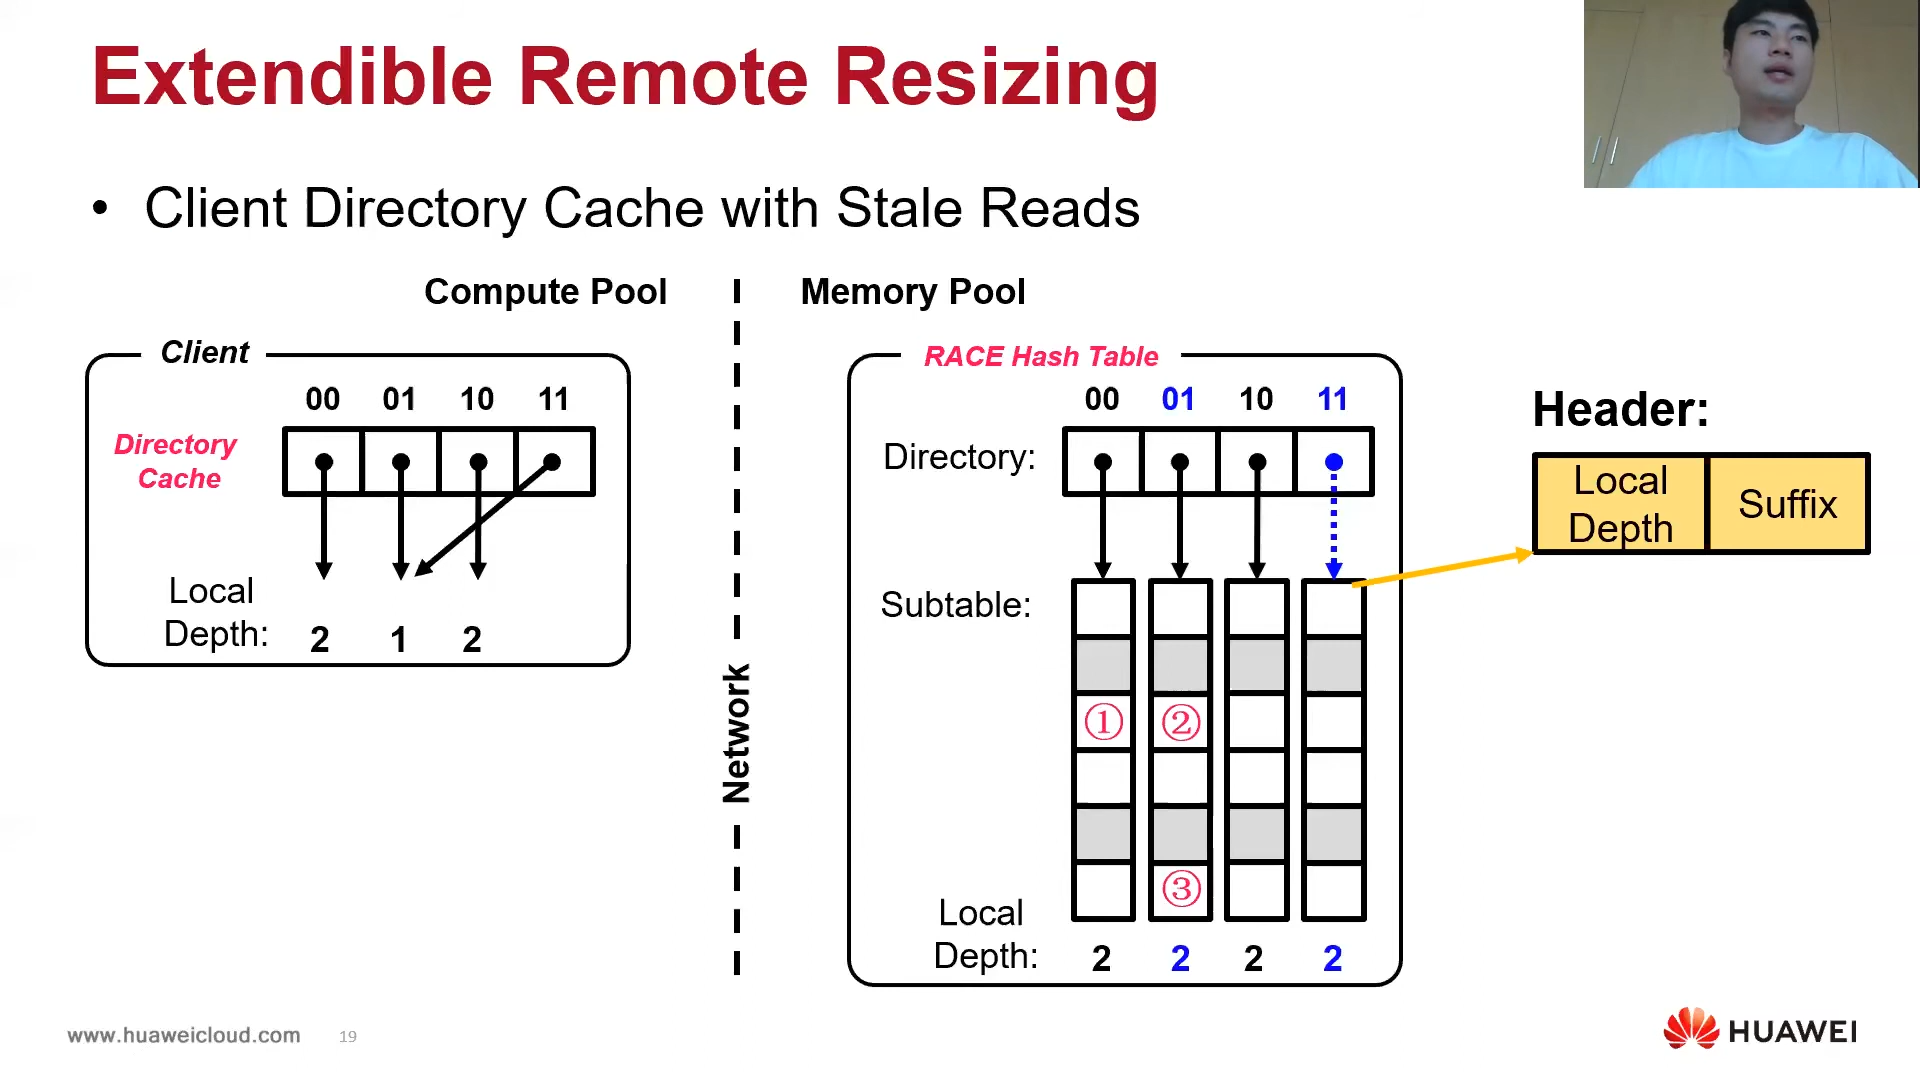 Extendible Remote Resizing
• Client Directory Cache with Stale Reads
Compute Pool
Memory Pool
Client
00 01 10 11
Directory
Cache
Local
Depth: 2 1 2
Network
RACE Hash Table
00 01 10 11
Directory:
Subtable:
① ②
③
Local
Depth: 2 2 2 2
Header:
Local
Depth
Suffix
www.huaweicloud.com 19
HUAWEI